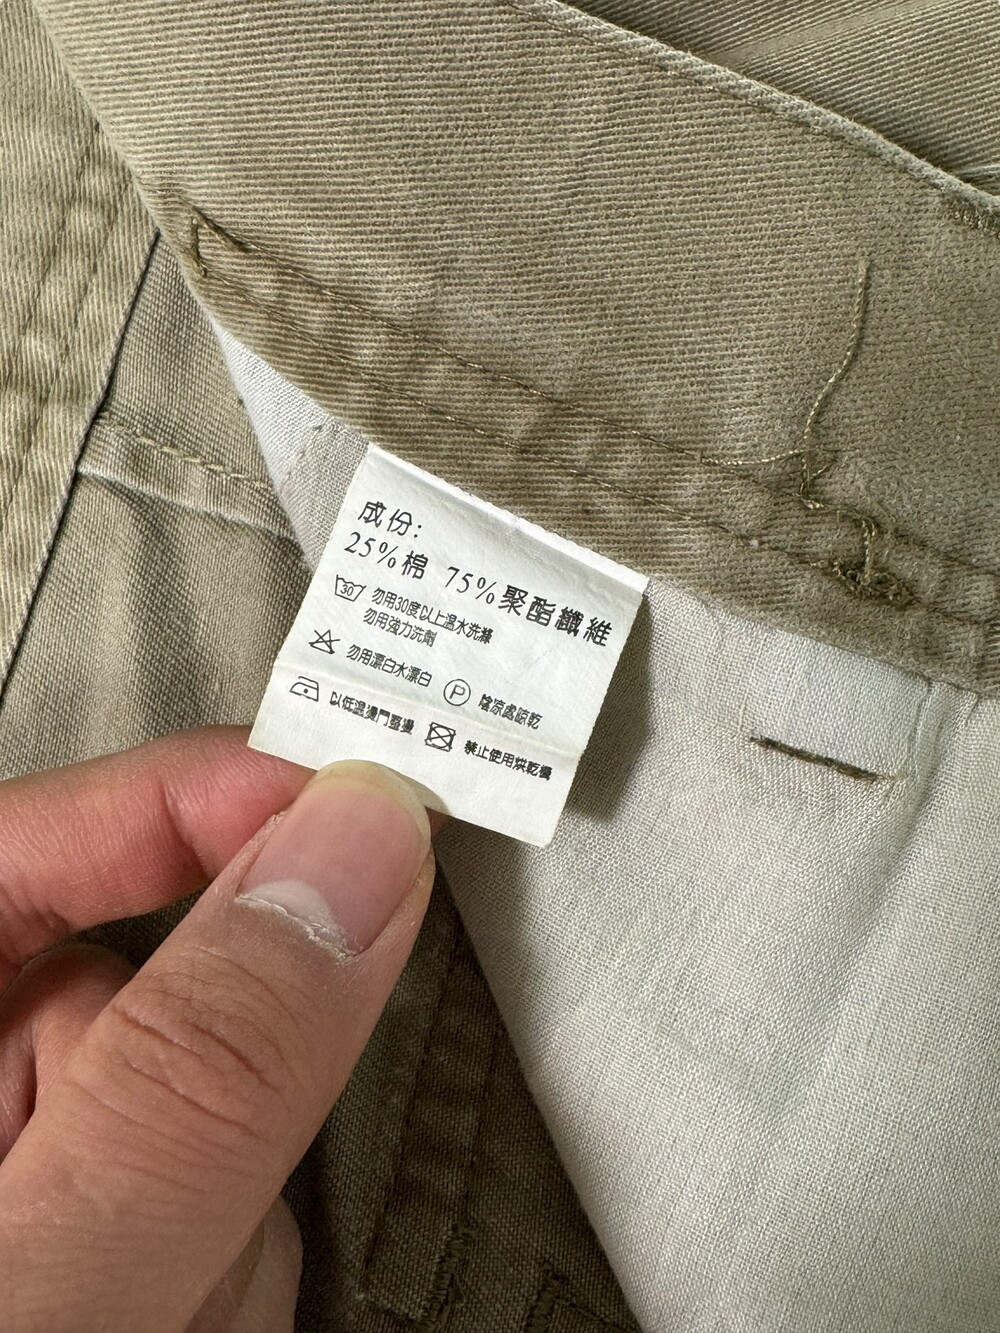 成份:
25%棉 75%聚酯纖維
30 勿用30度以上溫水洗滌
勿用強力洗劑
勿用漂白水漂白 P 陰涼處晾乾
以低溫燙門整燙 禁止使用烘乾機